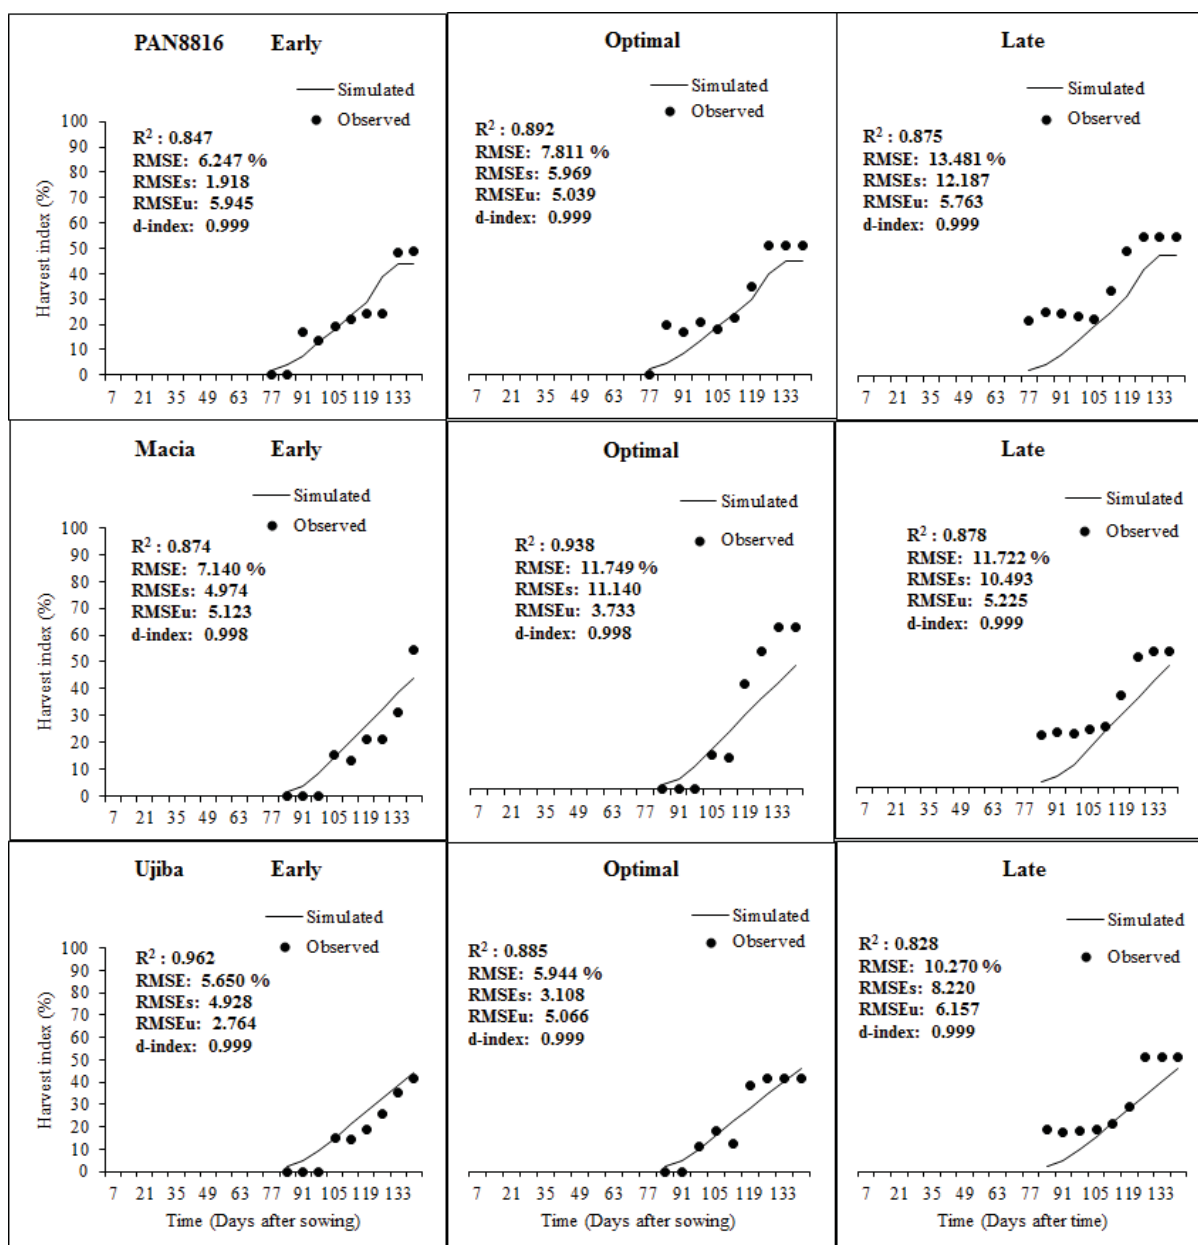 PAN8816 Early
Simulated
Observed
R2 : 0.847
RMSE: 6.247 %
RMSEs: 1.918
RMSEu: 5.945
d-index: 0.999
Harvest index (%)
100
90
80
70
60
50
40
30
20
10
0
7 21 35 49 63 77 91 105 119 133
Optimal
Simulated
Observed
R2 : 0.892
RMSE: 7.811 %
RMSEs: 5.969
RMSEu: 5.039
d-index: 0.999
7 21 35 49 63 77 91 105 119 133
Late
Simulated
Observed
R2 : 0.875
RMSE: 13.481 %
RMSEs: 12.187
RMSEu: 5.763
d-index: 0.999
7 21 35 49 63 77 91 105 119 133
Macia Early
Simulated
Observed
R2 : 0.874
RMSE: 7.140 %
RMSEs: 4.974
RMSEu: 5.123
d-index: 0.998
Harvest index (%)
100
90
80
70
60
50
40
30
20
10
0
7 21 35 49 63 77 91 105 119 133
Optimal
Simulated
Observed
R2 : 0.938
RMSE: 11.749 %
RMSEs: 11.140
RMSEu: 3.733
d-index: 0.998
7 21 35 49 63 77 91 105 119 133
Late
Simulated
Observed
R2 : 0.878
RMSE: 11.722 %
RMSEs: 10.493
RMSEu: 5.225
d-index: 0.999
7 21 35 49 63 77 91 105 119 133
Ujiba Early
Simulated
Observed
R2 : 0.962
RMSE: 5.650 %
RMSEs: 4.928
RMSEu: 2.764
d-index: 0.999
Harvest index (%)
100
90
80
70
60
50
40
30
20
10
0
7 21 35 49 63 77 91 105 119 133
Time (Days after sowing)
Optimal
Simulated
Observed
R2 : 0.885
RMSE: 5.944 %
RMSEs: 3.108
RMSEu: 5.066
d-index: 0.999
7 21 35 49 63 77 91 105 119 133
Time (Days after sowing)
Late
Simulated
Observed
R2 : 0.828
RMSE: 10.270 %
RMSEs: 8.220
RMSEu: 6.157
d-index: 0.999
7 21 35 49 63 77 91 105 119 133
Time (Days after time)